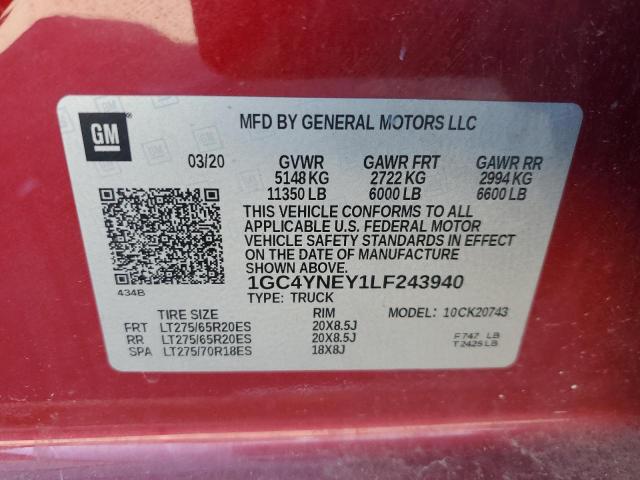 GM
MFD BY GENERAL MOTORS LLC
03/20 GVWR GAWR FRT GAWR RR
5148 KG 2722 KG 2994 KG
11350 LB 6000 LB 6600 LB
THIS VEHICLE CONFORMS TO ALL
APPLICABLE U.S. FEDERAL MOTOR
VEHICLE SAFETY STANDARDS IN EFFECT
ON THE DATE OF MANUFACTURE
SHOWN ABOVE.
434B 1GC4YNEY1LF243940
TYPE: TRUCK
TIRE SIZE RIM MODEL: 10CK20743
FRT LT275/65R20ES 20X8.5J
RR LT275/65R20ES 20X8.5J F747 LB
SPA LT275/70R18ES 18X8J T2425LB